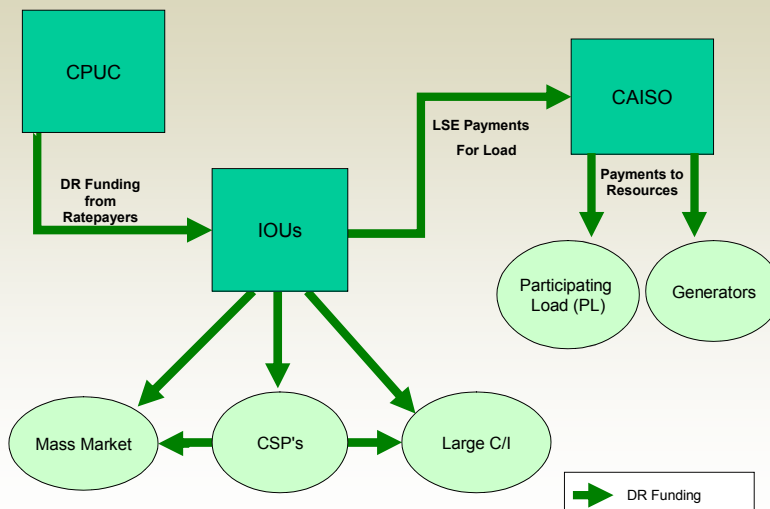 CPUC
CAISO
LSE Payments
For Load
DR Funding
from
Ratepayers
Payments to
Resources
IOUs
Participating
Load (PL)
Generators
Mass Market
CSP's
Large C/I
DR Funding